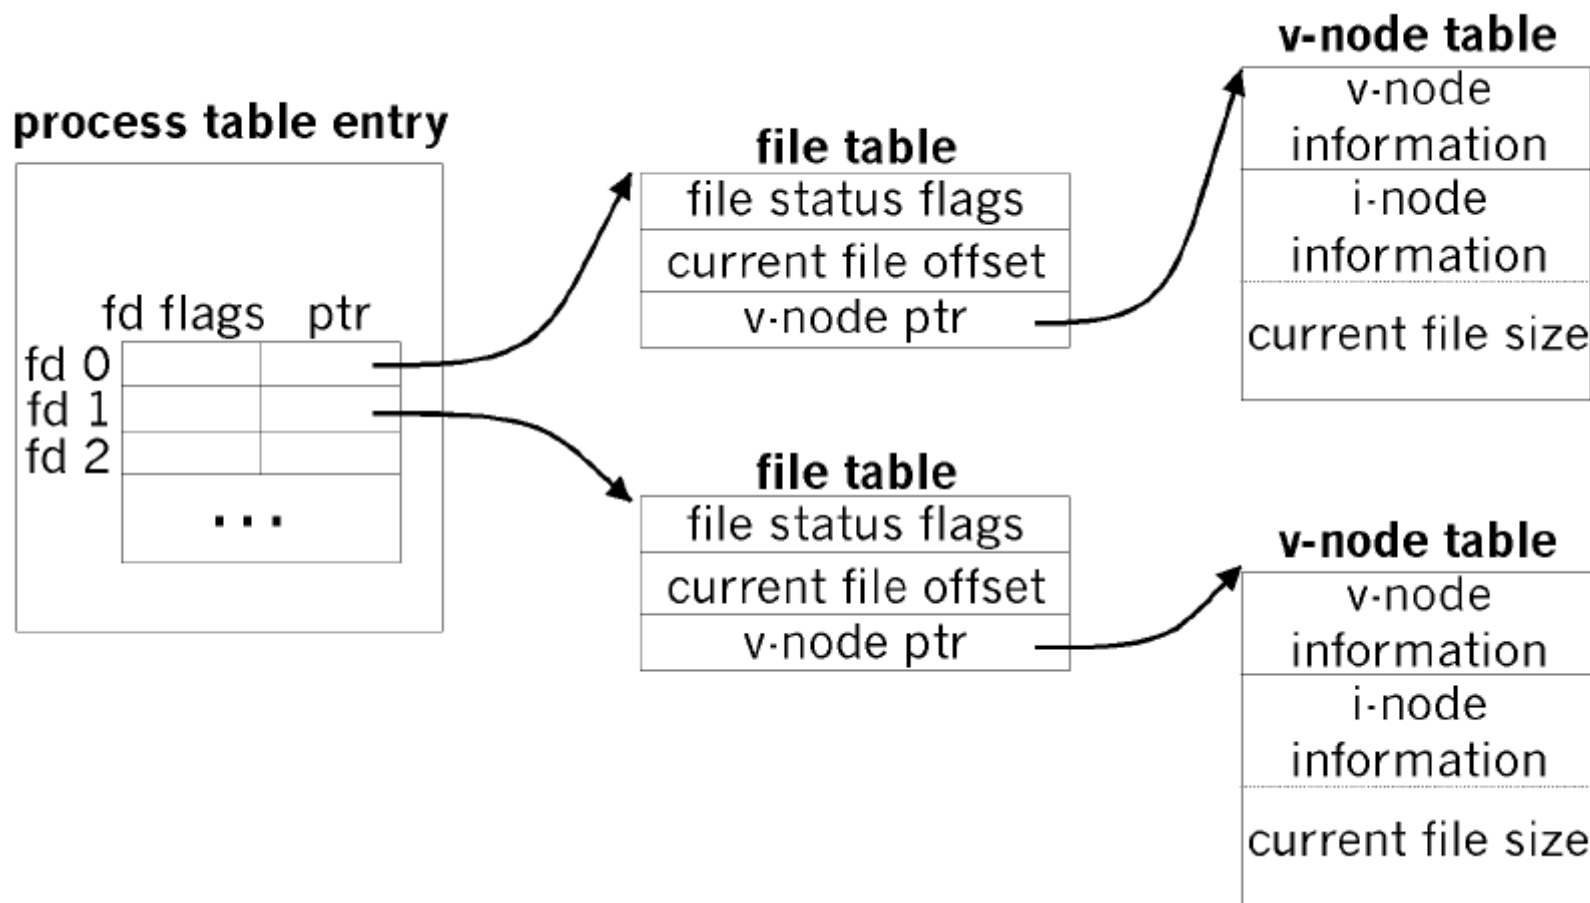 process table entry
fd flags ptr
fd 0
fd 1
fd 2
...
file table
file status flags
current file offset
v-node ptr
file table
file status flags
current file offset
v-node ptr
v-node table
v-node
information
i-node
information
current file size
v-node table
v-node
information
i-node
information
current file size